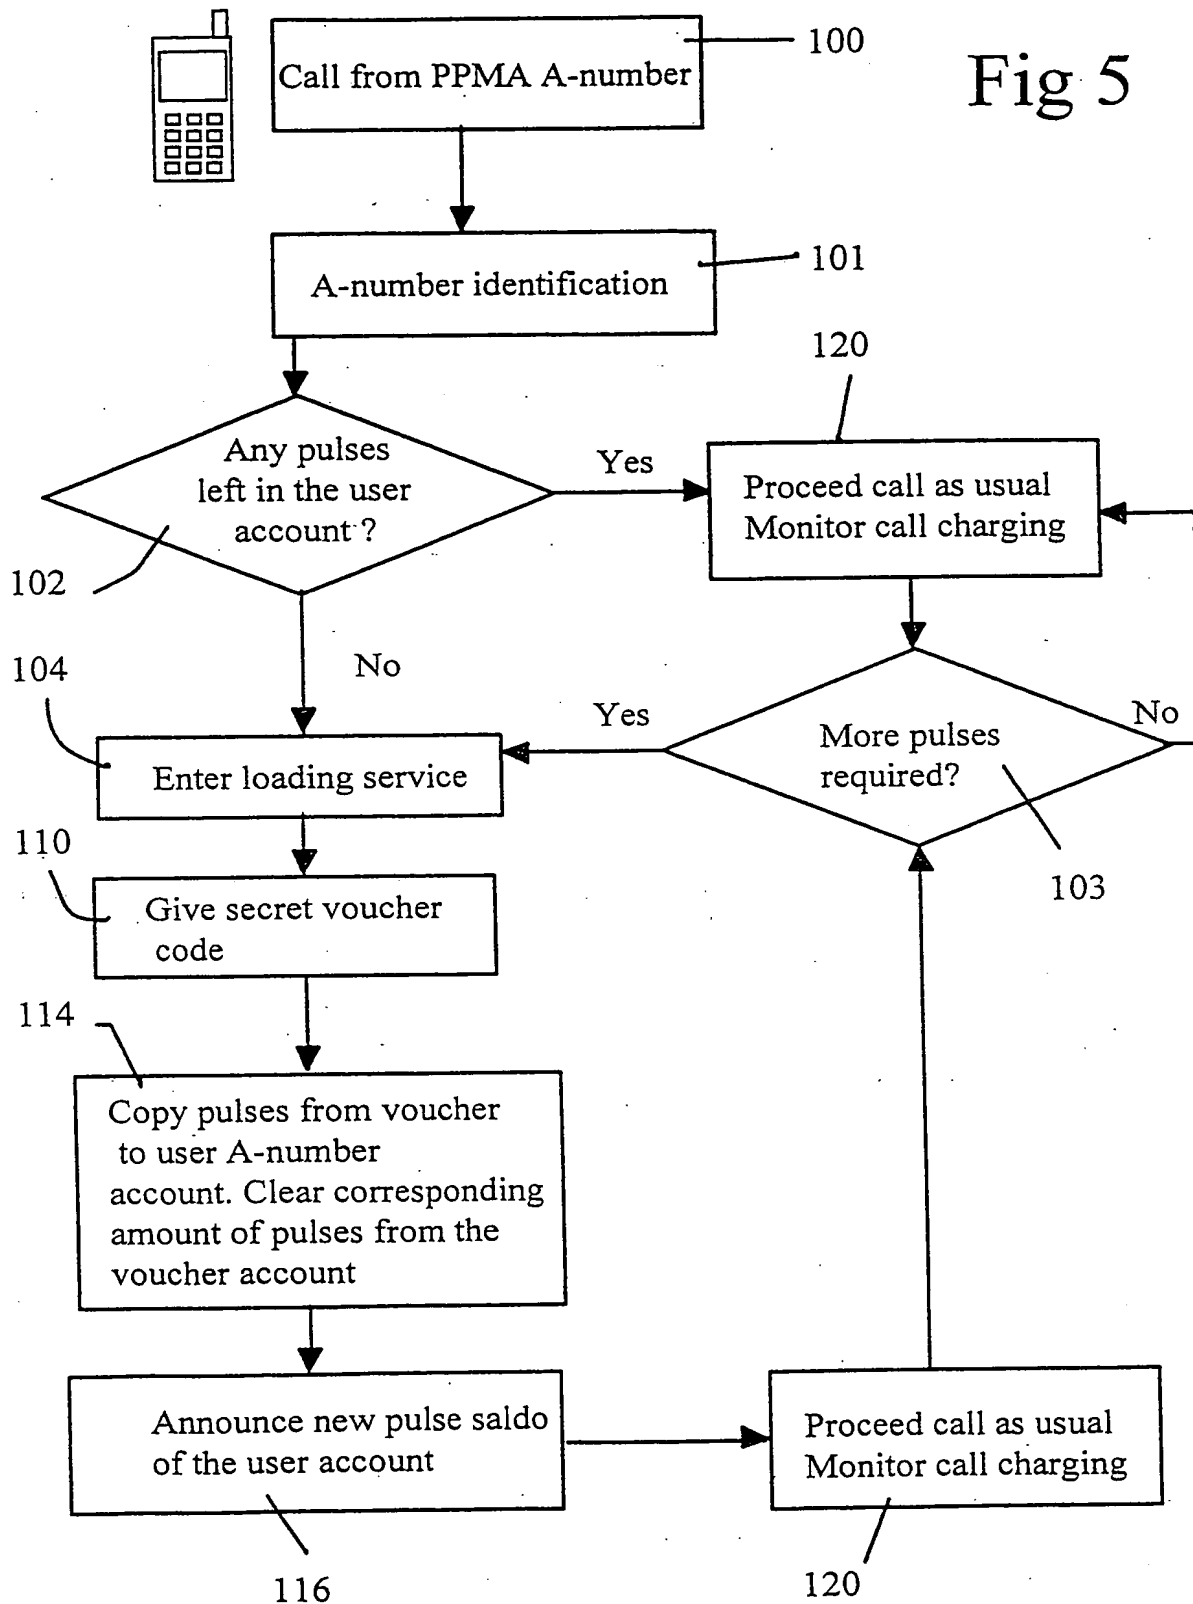 Fig 5
100
Call from PPMA A-number
101
A-number identification
120
Any pulses
left in the user
account ?
Yes
Proceed call as usual
Monitor call charging
102
No
104
Yes
No
More pulses
required?
Enter loading service
103
110
Give secret voucher
code
114
Copy pulses from voucher
to user A-number
account. Clear corresponding
amount of pulses from the
voucher account
Announce new pulse saldo
of the user account
Proceed call as usual
Monitor call charging
116
120